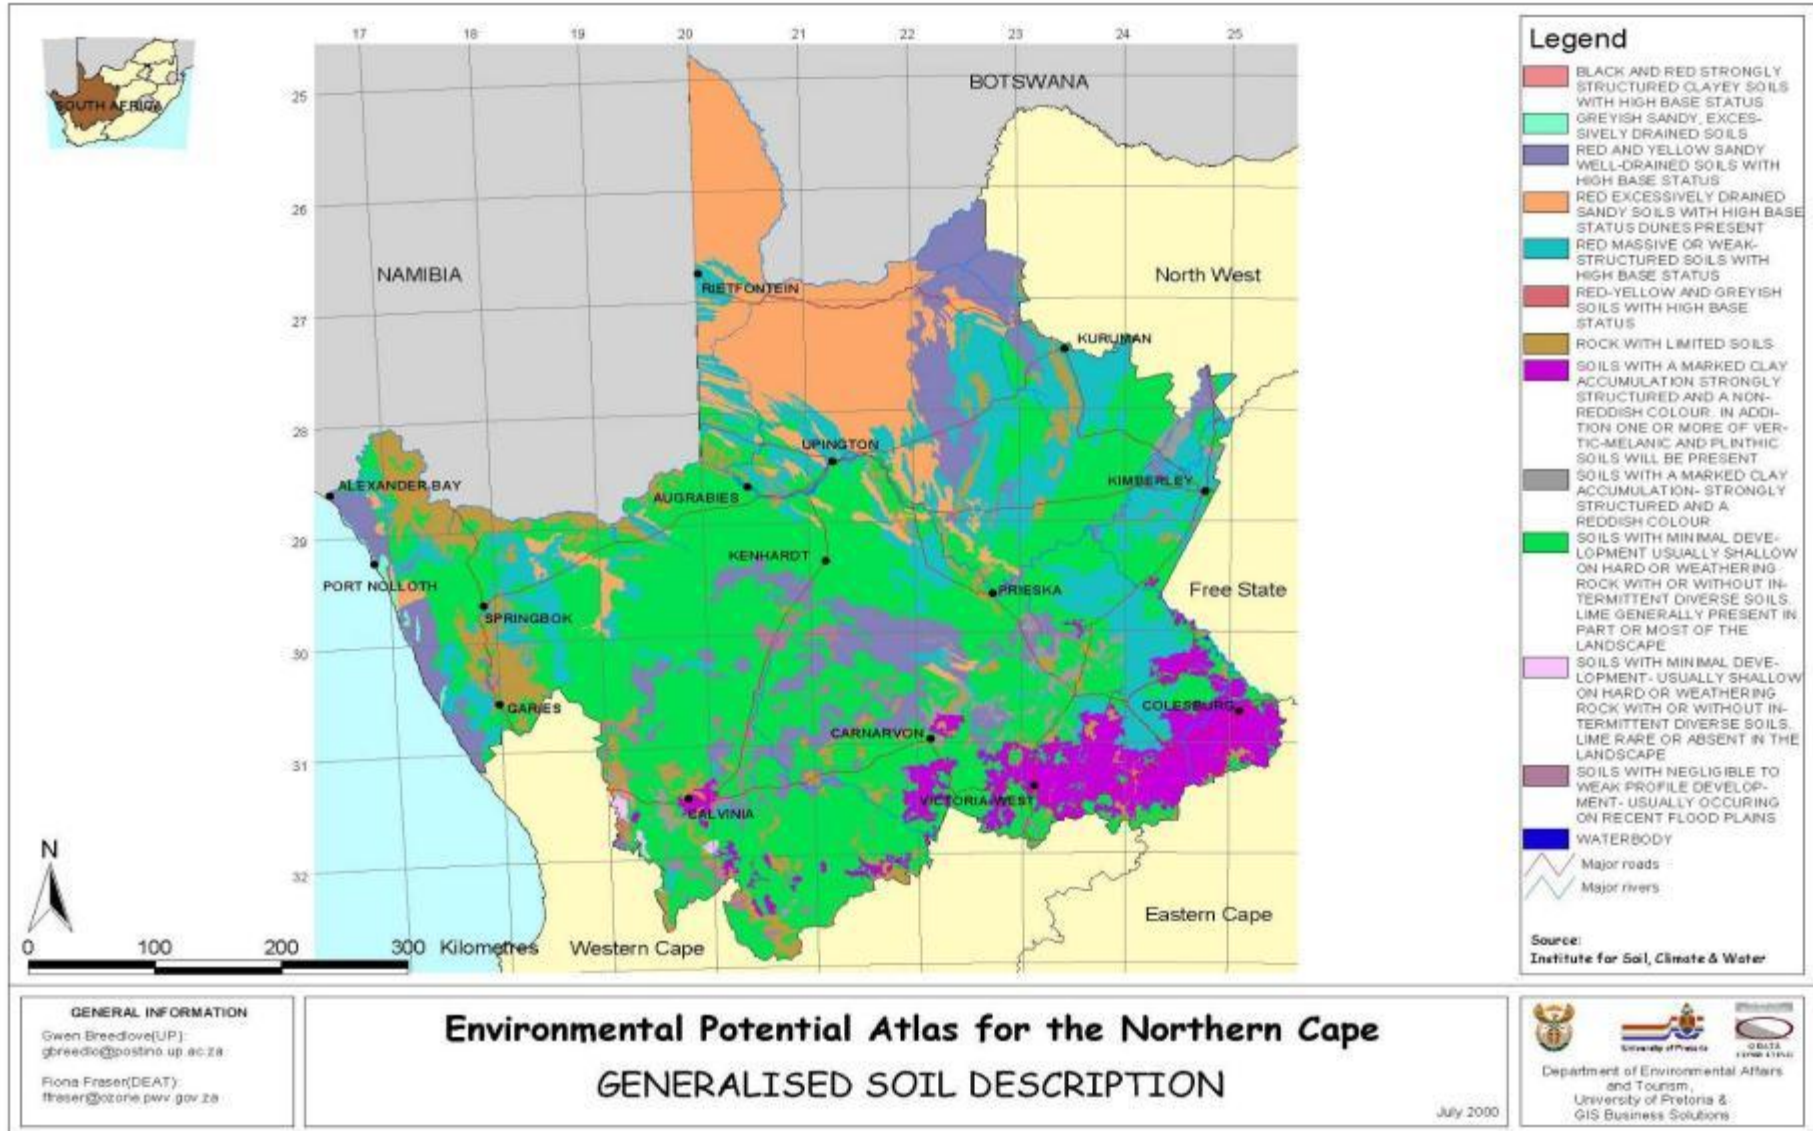 17 18 19 20 21 22 23 24 25
25
26
27
28
29
30
31
32
SOUTH AFRICA
BOTSWANA
NAMIBIA
North West
RIETFONTEIN
KURUMAN
UPINGTON
ALEXANDER-BAY
AUGRABIES
KIMBERLEY
KENHARDT
PORT NOLLOTH
PRIESKA
Free State
SPRINGBOK
GARIES
COLESBURG
CARNARVON
VICTORIA-WEST
CALVINIA
Eastern Cape
Western Cape
N
0 100 200 300 Kilometres
Legend
BLACK AND RED STRONGLY
STRUCTURED CLAYEY SOILS
WITH HIGH BASE STATUS
GREYISH SANDY, EXCES-
SIVELY DRAINED SOILS
RED AND YELLOW SANDY
WELL-DRAINED SOILS WITH
HIGH BASE STATUS
RED EXCESSIVELY DRAINED
SANDY SOILS WITH HIGH BASE
STATUS DUNES PRESENT
RED MASSIVE OR WEAK-
STRUCTURED SOILS WITH
HIGH BASE STATUS
RED-YELLOW AND GREYISH
SOILS WITH HIGH BASE
STATUS
ROCK WITH LIMITED SOILS
SOILS WITH A MARKED CLAY
ACCUMULATION STRONGLY
STRUCTURED AND A NON-
REDDISH COLOUR. IN ADDI-
TION ONE OR MORE OF VER-
TIC-MELANIC AND PLINTHIC
SOILS WILL BE PRESENT
SOILS WITH A MARKED CLAY
ACCUMULATION- STRONGLY
STRUCTURED AND A
REDDISH COLOUR
SOILS WITH MINIMAL DEVE-
LOPMENT USUALLY SHALLOW
ON HARD OR WEATHERING
ROCK WITH OR WITHOUT IN-
TERMITTENT DIVERSE SOILS.
LIME GENERALLY PRESENT IN
PART OR MOST OF THE
LANDSCAPE
SOILS WITH MINIMAL DEVE-
LOPMENT- USUALLY SHALLOW
ON HARD OR WEATHERING
ROCK WITH OR WITHOUT IN-
TERMITTENT DIVERSE SOILS.
LIME RARE OR ABSENT IN THE
LANDSCAPE
SOILS WITH NEGLIGIBLE TO
WEAK PROFILE DEVELOP-
MENT- USUALLY OCCURING
ON RECENT FLOOD PLAINS
WATERBODY
Major roads
Major rivers
Source:
Institute for Soil, Climate & Water
GENERAL INFORMATION
Gwen Breedlove(UP):
gbreedlo@postino.up.ac.za
Fiona Fraser(DEAT):
ffraser@ozone.pwv.gov.za
Environmental Potential Atlas for the Northern Cape
GENERALISED SOIL DESCRIPTION
July 2000
University of Pretoria
Department of Environmental Affairs
and Tourism,
University of Pretoria &
GIS Business Solutions